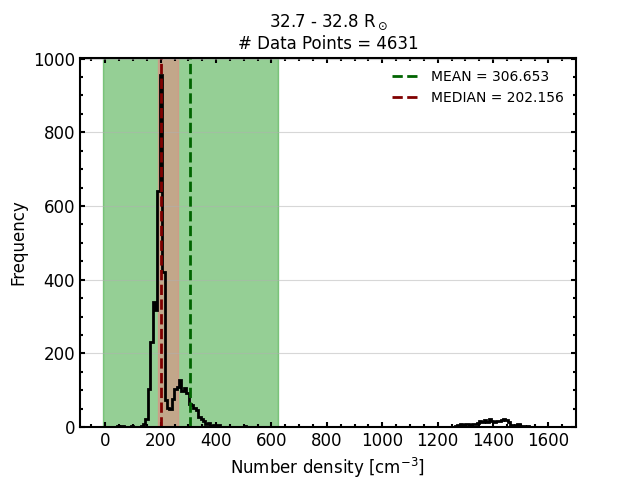 32.7 - 32.8 R⊙
# Data Points = 4631
MEAN = 306.653
MEDIAN = 202.156
Frequency
1000
800
600
400
200
0
0 200 400 600 800 1000 1200 1400 1600
Number density [cm⁻³]